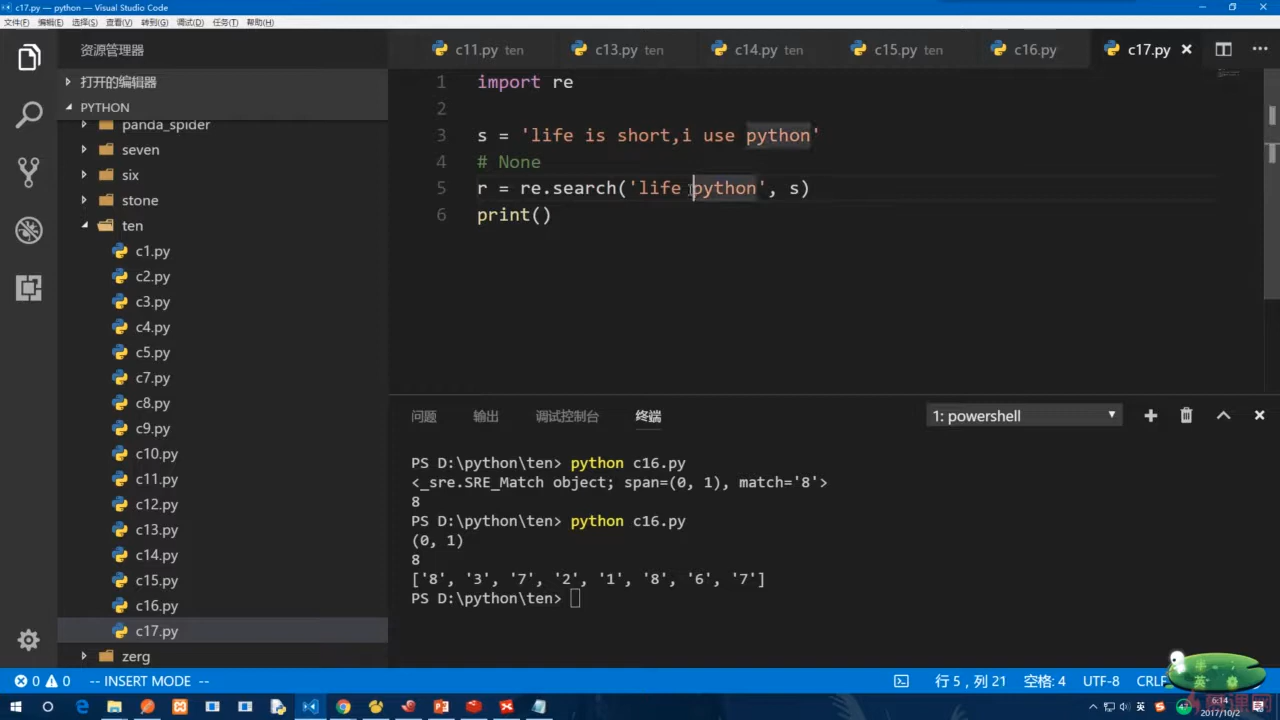 c17.py — python — Visual Studio Code
文件(F) 编辑(E) 选择(S) 查看(V) 转到(G) 调试(D) 任务(T) 帮助(H)
资源管理器
c11.py ten c13.py ten c14.py ten c15.py ten c16.py c17.py
打开的编辑器
PYTHON
panda_spider
seven
six
stone
ten
c1.py
c2.py
c3.py
c4.py
c5.py
c7.py
c8.py
c9.py
c10.py
c11.py
c12.py
c13.py
c14.py
c15.py
c16.py
c17.py
zerg
1 import re
2
3 s = 'life is short,i use python'
4 # None
5 r = re.search('life python', s)
6 print()
问题 输出 调试控制台 终端 1: powershell
PS D:\python\ten> python c16.py
<_sre.SRE_Match object; span=(0, 1), match='8'>
8
PS D:\python\ten> python c16.py
(0, 1)
8
['8', '3', '7', '2', '1', '8', '6', '7']
PS D:\python\ten>
0 0 -- INSERT MODE -- 行 5，列 21 空格: 4 UTF-8 CRLF
英 6:14
2017/10/2